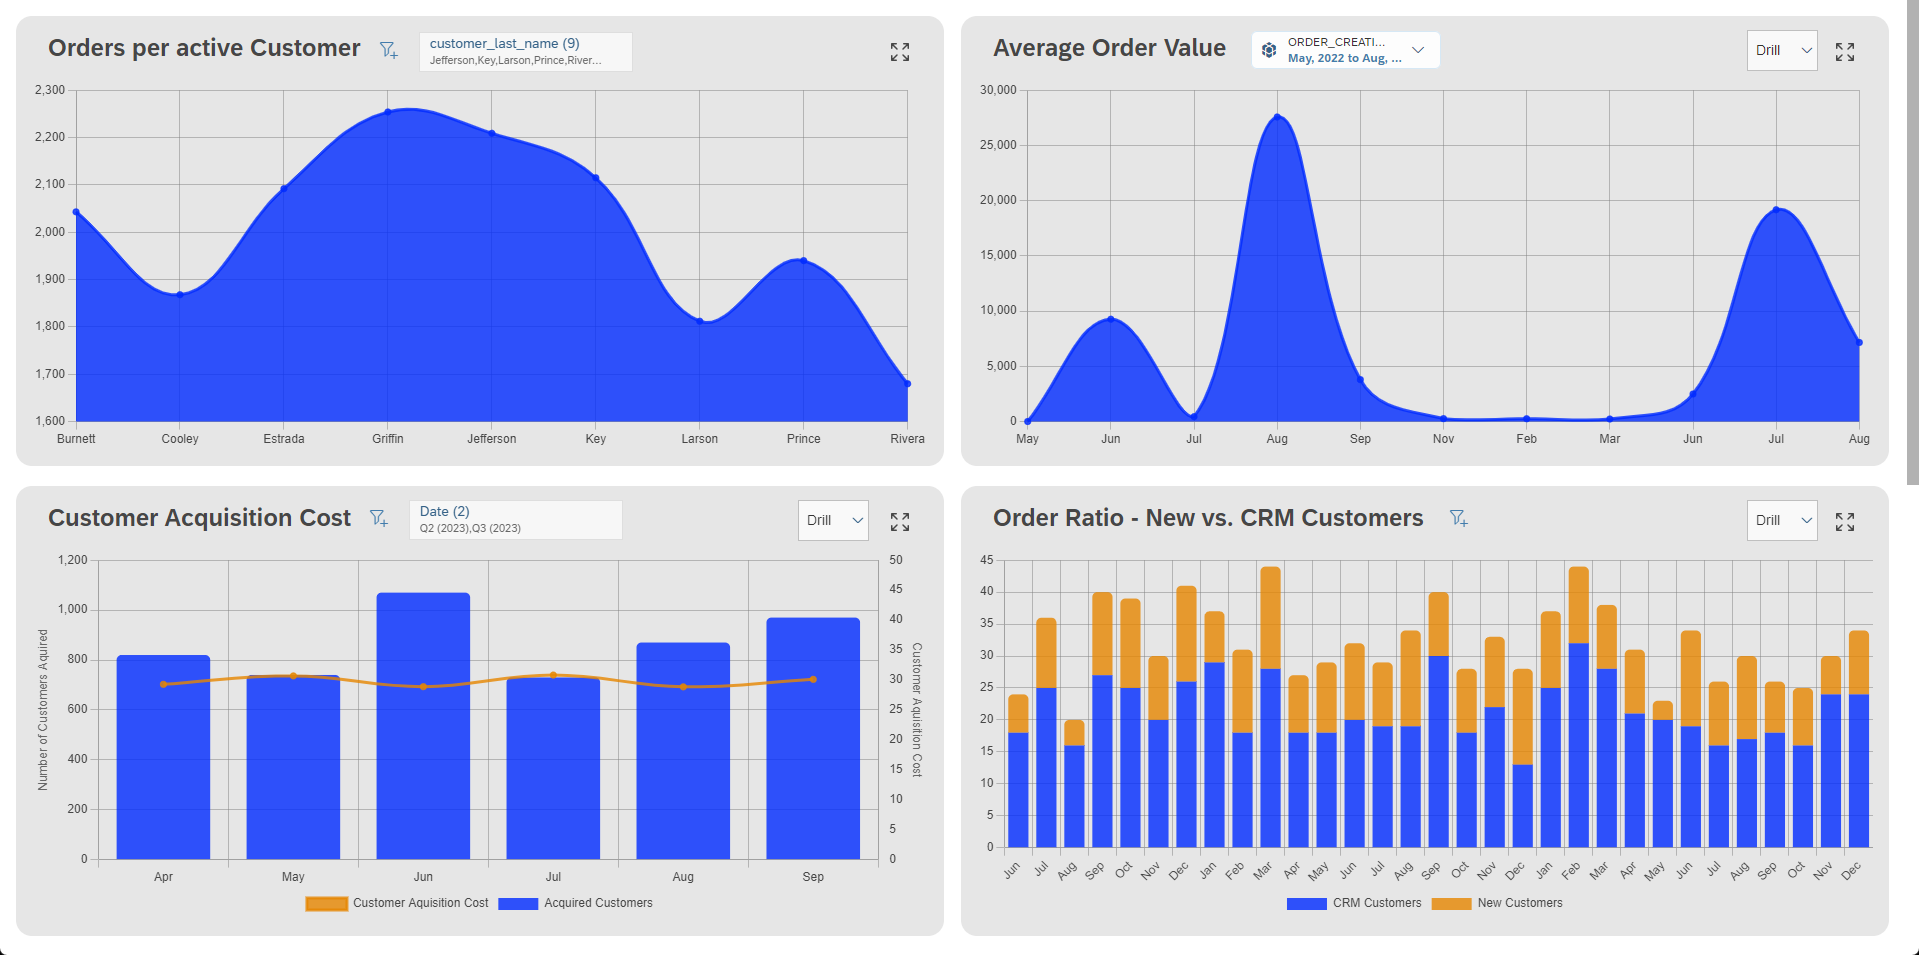 Orders per active Customer
customer_last_name (9)
Jefferson,Key,Larson,Prince,River...
2,300
2,200
2,100
2,000
1,900
1,800
1,700
1,600
Burnett Cooley Estrada Griffin Jefferson Key Larson Prince Rivera
Average Order Value
ORDER_CREATI...
May, 2022 to Aug, ...
Drill
30,000
25,000
20,000
15,000
10,000
5,000
0
May Jun Jul Aug Sep Nov Feb Mar Jun Jul Aug
Customer Acquisition Cost
Date (2)
Q2 (2023),Q3 (2023)
Drill
Number of Customers Aquired
1,200
1,000
800
600
400
200
0
50
45
40
35
30
25
20
15
10
5
0
Customer Aquisition Cost
Apr May Jun Jul Aug Sep
Customer Aquisition Cost Acquired Customers
Order Ratio - New vs. CRM Customers
Drill
45
40
35
30
25
20
15
10
5
0
Jun Jul Aug Sep Oct Nov Dec Jan Feb Mar Apr May Jun Jul Aug Sep Oct Nov Dec Jan Feb Mar Apr May Jun Jul Aug Sep Oct Nov Dec
CRM Customers New Customers